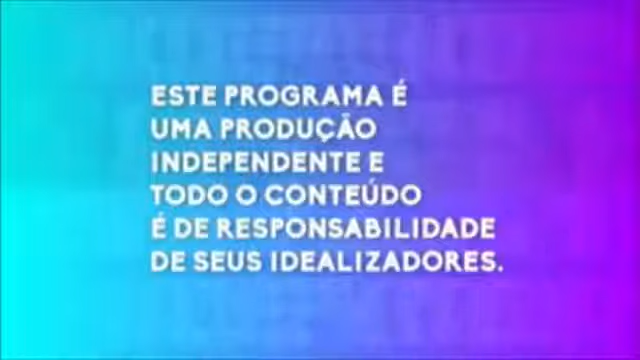 ESTE PROGRAMA É
UMA PRODUÇÃO
INDEPENDENTE E
TODO O CONTEÚDO
É DE RESPONSABILIDADE
DE SEUS IDEALIZADORES.